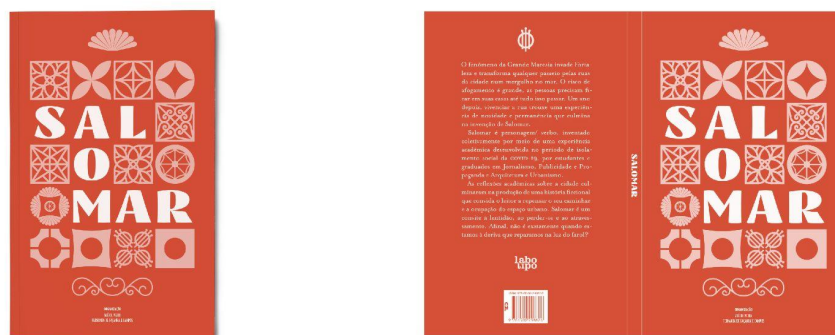 SAL
O
MAR
O fenômeno da Grande Maresia invade Forta-
leza e transforma qualquer passeio pelas ruas
da cidade num mergulho no mar. O risco de
afogamento é grande, as pessoas precisam fi-
car em suas casas até tudo isso passar. Um ano
depois, vivenciar a rua trouxe uma experiên-
cia de novidade e permanência que culmina
na invenção de Salomar.
Salomar é personagem/ verbo, inventado
coletivamente por meio de uma experiência
acadêmica desenvolvida no período de isola-
mento social da COVID-19, por estudantes e
graduados em Jornalismo, Publicidade e Pro-
paganda e Arquitetura e Urbanismo.
As reflexões acadêmicas sobre a cidade cul-
minaram na produção de uma história ficcional
que convida o leitor a repensar o seu caminhar
e a ocupação do espaço urbano. Salomar é um
convite à lentidão, ao perder-se e ao atraves-
samento. Afinal, não é exatamente quando es-
tamos à deriva que reparamos na luz do farol?
labo
tipo
SALOMAR
SAL
O
MAR